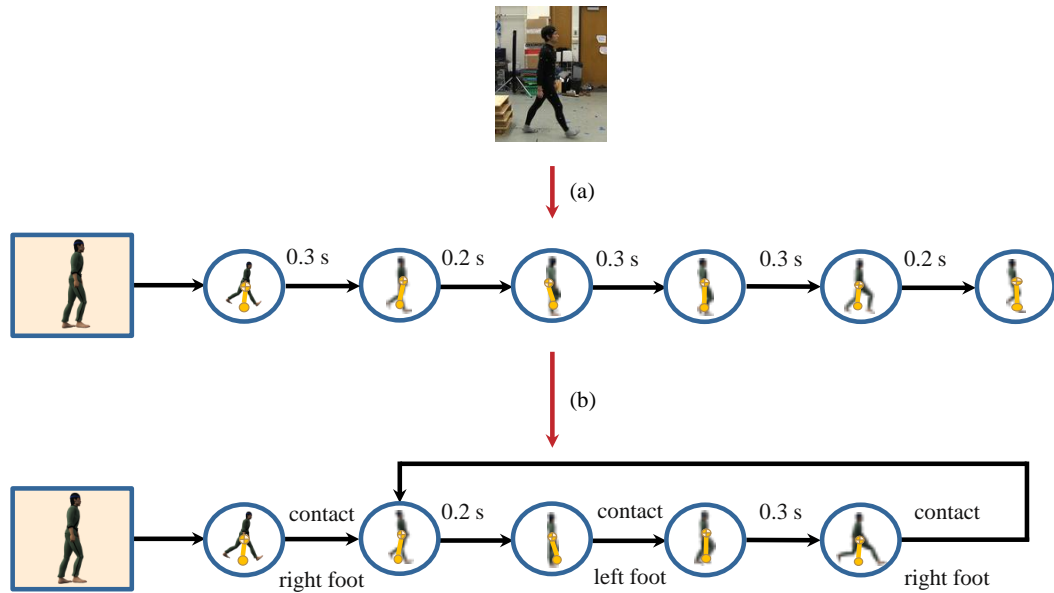 (a)
0.3 s
0.2 s
0.3 s
0.3 s
0.2 s
(b)
contact
right foot
0.2 s
contact
left foot
0.3 s
contact
right foot